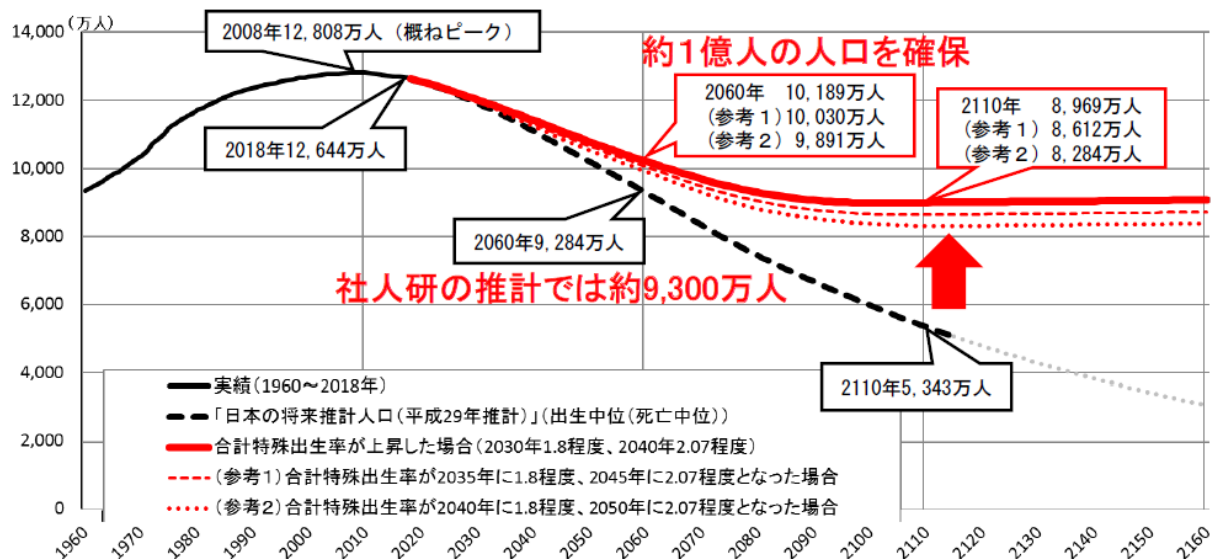 (万人)
14,000
12,000
10,000
8,000
6,000
4,000
2,000
0
2008年12,808万人（概ねピーク）
約１億人の人口を確保
2060年　10,189万人
(参考１)10,030万人
(参考２) 9,891万人
2110年　8,969万人
(参考１) 8,612万人
(参考２) 8,284万人
2018年12,644万人
2060年9,284万人
社人研の推計では約9,300万人
2110年5,343万人
実績(1960～2018年)
「日本の将来推計人口(平成29年推計)」(出生中位(死亡中位))
合計特殊出生率が上昇した場合(2030年1.8程度、2040年2.07程度)
(参考１)合計特殊出生率が2035年に1.8程度、2045年に2.07程度となった場合
(参考２)合計特殊出生率が2040年に1.8程度、2050年に2.07程度となった場合
1960 1970 1980 1990 2000 2010 2020 2030 2040 2050 2060 2070 2080 2090 2100 2110 2120 2130 2140 2150 2160